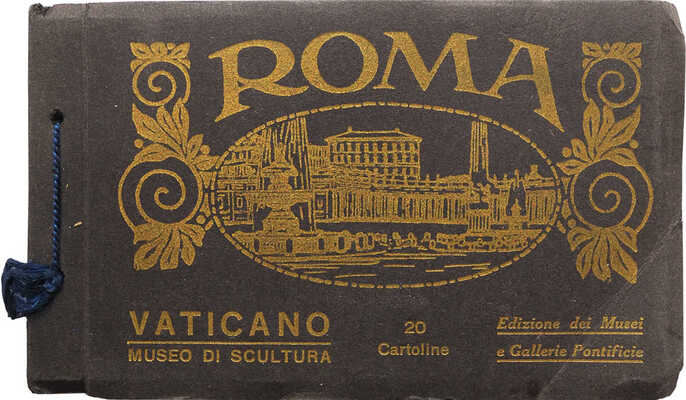 ROMA
VATICANO
MUSEO DI SCULTURA
20
Cartoline
Edizione dei Musei
e Gallerie Pontificie